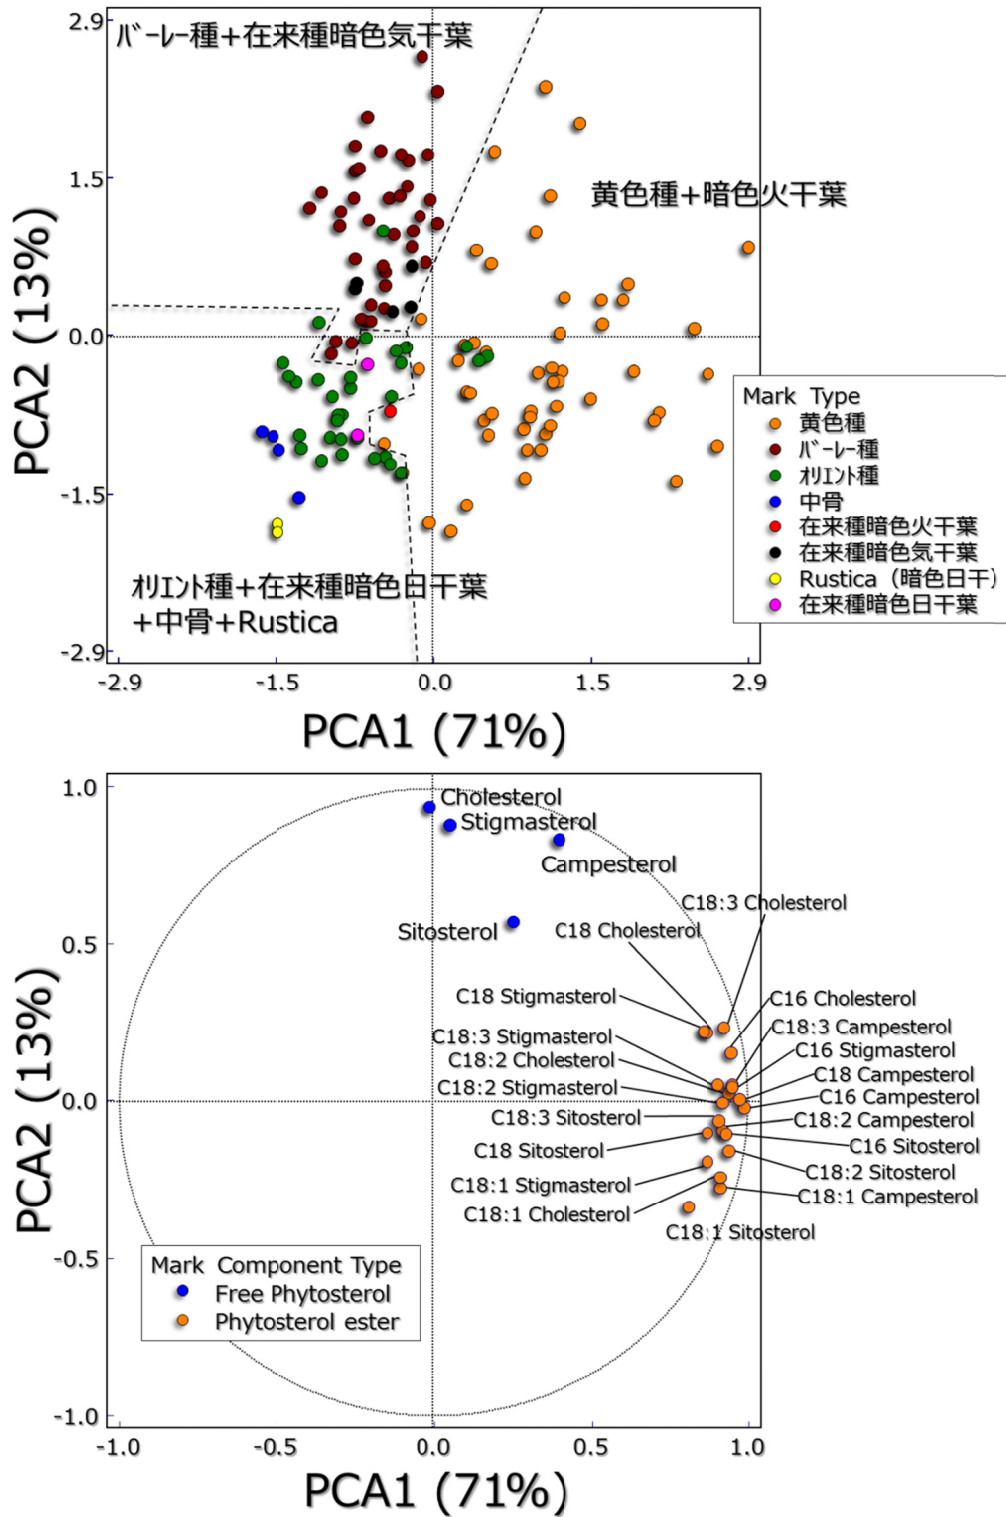 2.9
ﾊﾞｰﾚｰ種+在来種暗色気干葉
1.5
黄色種+暗色火干葉
PCA2 (13%)
0.0
-1.5
ｵﾘｴﾝﾄ種+在来種暗色日干葉
+中骨+Rustica
-2.9
-2.9 -1.5 0.0 1.5 2.9
PCA1 (71%)
Mark Type
黄色種
ﾊﾞｰﾚｰ種
ｵﾘｴﾝﾄ種
中骨
在来種暗色火干葉
在来種暗色気干葉
Rustica (暗色日干)
在来種暗色日干葉
1.0
Cholesterol
Stigmasterol
Campesterol
Sitosterol
C18:3 Cholesterol
C18 Cholesterol
0.5
C18 Stigmasterol
C16 Cholesterol
C18:3 Stigmasterol
C18:3 Campesterol
C18:2 Cholesterol
C16 Stigmasterol
C18:2 Stigmasterol
C18 Campesterol
PCA2 (13%)
0.0
C16 Campesterol
C18:3 Sitosterol
C18:2 Campesterol
C18 Sitosterol
C16 Sitosterol
C18:1 Stigmasterol
C18:2 Sitosterol
C18:1 Cholesterol
C18:1 Campesterol
C18:1 Sitosterol
-0.5
Mark Component Type
Free Phytosterol
Phytosterol ester
-1.0
-1.0 -0.5 0.0 0.5 1.0
PCA1 (71%)